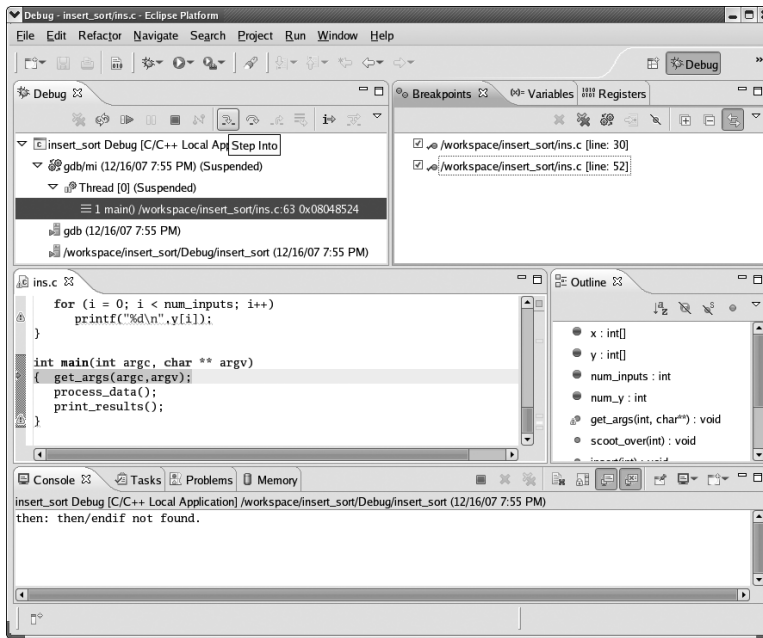 Debug - insert_sort/ins.c - Eclipse Platform
File Edit Refactor Navigate Search Project Run Window Help
Debug
Debug
Breakpoints (x)= Variables Registers
Step Into
insert_sort Debug [C/C++ Local App
gdb/mi (12/16/07 7:55 PM) (Suspended)
Thread [0] (Suspended)
1 main() /workspace/insert_sort/ins.c:63 0x08048524
gdb (12/16/07 7:55 PM)
/workspace/insert_sort/Debug/insert_sort (12/16/07 7:55 PM)
/workspace/insert_sort/ins.c [line: 30]
/workspace/insert_sort/ins.c [line: 52]
ins.c
for (i = 0; i < num_inputs; i++)
printf("%d\n",y[i]);
}
int main(int argc, char ** argv)
{ get_args(argc,argv);
process_data();
print_results();
}
Outline
x : int[]
y : int[]
num_inputs : int
num_y : int
get_args(int, char**) : void
scoot_over(int) : void
insert(int) : void
Console Tasks Problems Memory
insert_sort Debug [C/C++ Local Application] /workspace/insert_sort/Debug/insert_sort (12/16/07 7:55 PM)
then: then/endif not found.